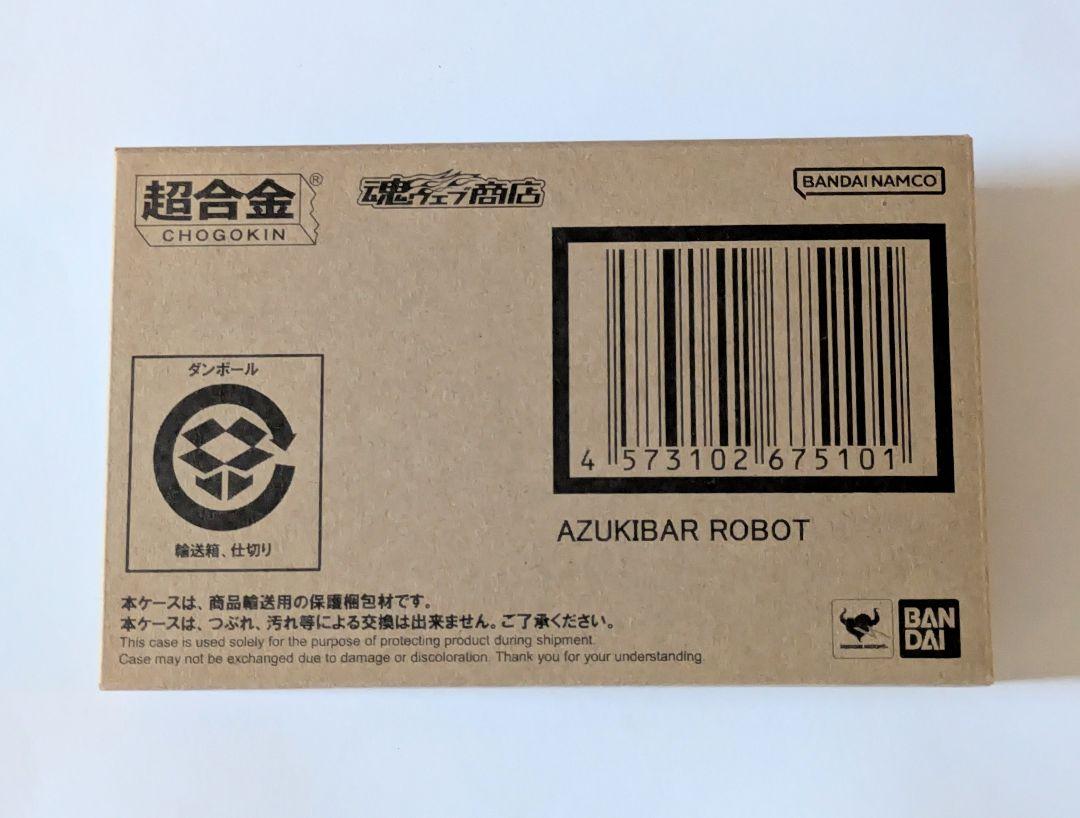 超合金®
CHOGOKIN
魂ウェブ商店
BANDAI NAMCO
4 573102 675101
AZUKIBAR ROBOT
ダンボール
輸送箱、仕切り
本ケースは、商品輸送用の保護梱包材です。
本ケースは、つぶれ、汚れ等による交換は出来ません。ご了承ください。
This case is used solely for the purpose of protecting product during shipment.
Case may not be exchanged due to damage or discoloration. Thank you for your understanding.
BAN
DAI